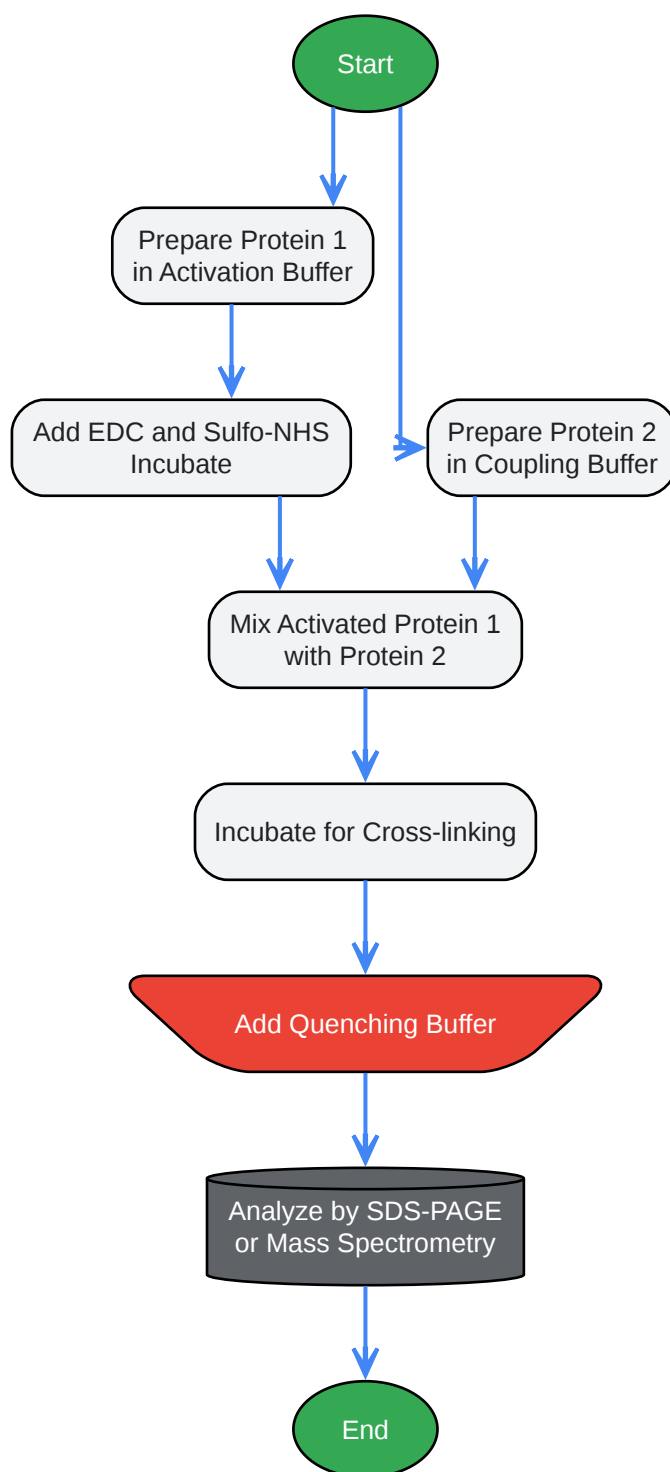 Start
Prepare Protein 1
in Activation Buffer
Add EDC and Sulfo-NHS
Incubate
Prepare Protein 2
in Coupling Buffer
Mix Activated Protein 1
with Protein 2
Incubate for Cross-linking
Add Quenching Buffer
Analyze by SDS-PAGE
or Mass Spectrometry
End